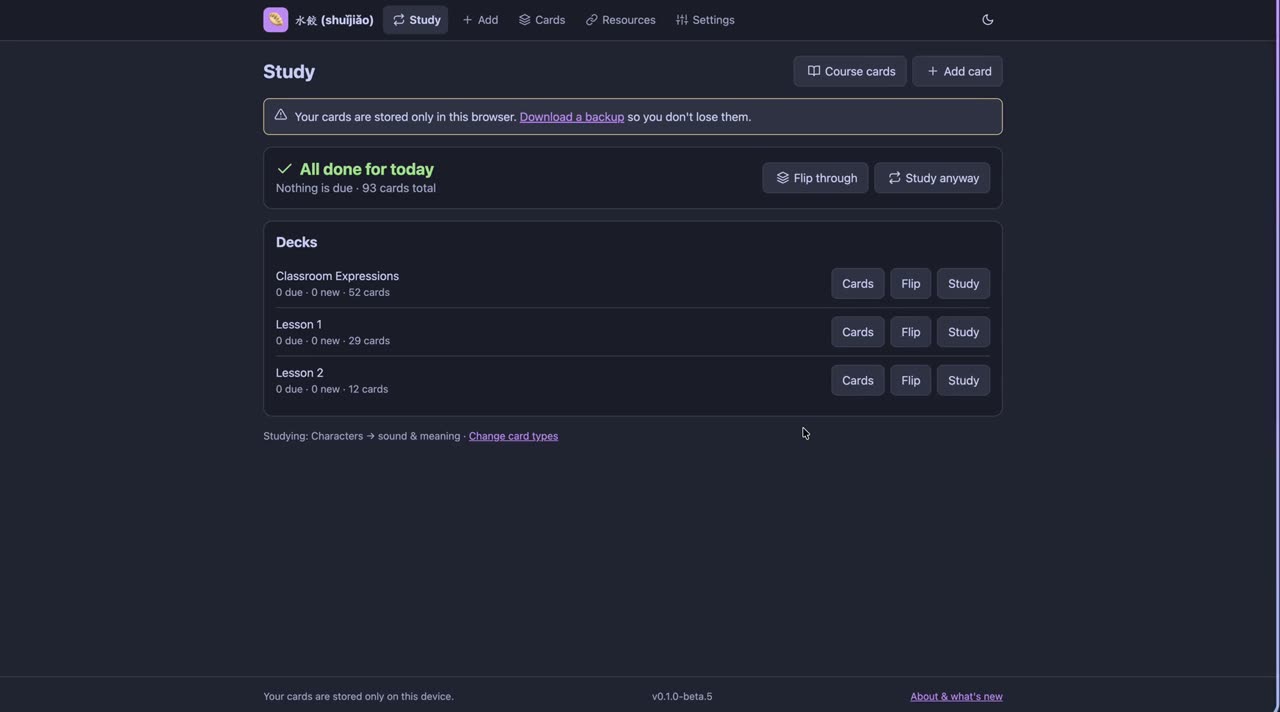 水餃 (shuǐjiǎo)
Study
Add
Cards
Resources
Settings
Study
Course cards
Add card
Your cards are stored only in this browser. Download a backup so you don't lose them.
All done for today
Nothing is due · 93 cards total
Flip through
Study anyway
Decks
Classroom Expressions
0 due · 0 new · 52 cards
Cards
Flip
Study
Lesson 1
0 due · 0 new · 29 cards
Cards
Flip
Study
Lesson 2
0 due · 0 new · 12 cards
Cards
Flip
Study
Studying: Characters → sound & meaning · Change card types
Your cards are stored only on this device.
v0.1.0-beta.5
About & what's new